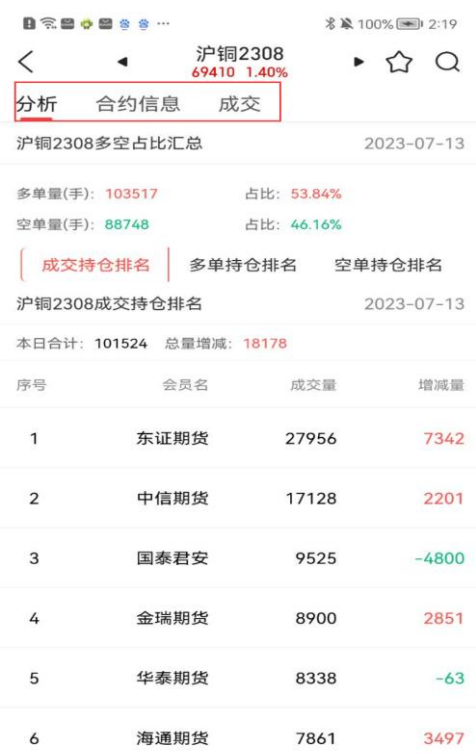 100% 2:19
沪铜2308
69410 1.40%
分析 合约信息 成交
沪铜2308多空占比汇总 2023-07-13
多单量(手): 103517 占比: 53.84%
空单量(手): 88748 占比: 46.16%
成交持仓排名 多单持仓排名 空单持仓排名
沪铜2308成交持仓排名 2023-07-13
本日合计: 101524 总量增减: 18178
序号 会员名 成交量 增减量
1 东证期货 27956 7342
2 中信期货 17128 2201
3 国泰君安 9525 -4800
4 金瑞期货 8900 2851
5 华泰期货 8338 -63
6 海通期货 7861 3497